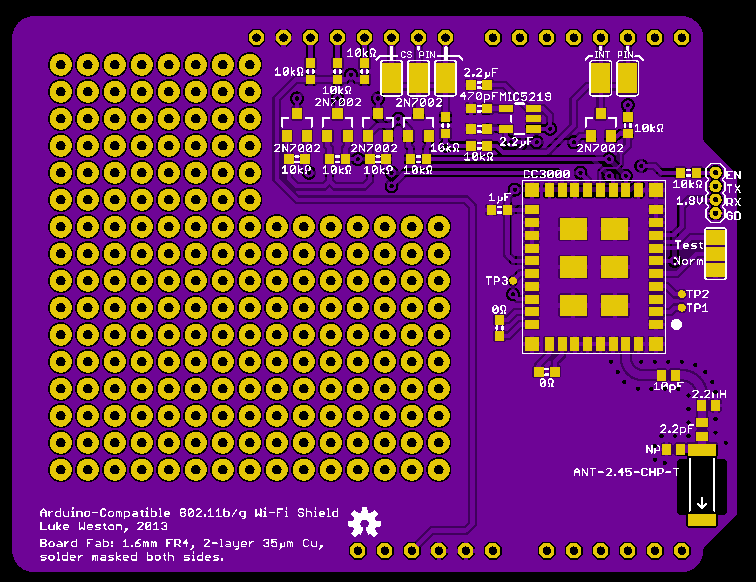 10kΩ
CS PIN
INT PIN
10kΩ
2.2µF
10kΩ
470pF
MIC5219
2N7002
2N7002
2.2µF
10kΩ
2N7002
2N7002
16kΩ
10kΩ
2N7002
10kΩ
10kΩ
10kΩ
10kΩ
CC3000
EN
10kΩ
TX
1.8V
RX
GD
1µF
Test
Norm
TP3
TP2
TP1
0Ω
0Ω
10pF
2.2nH
2.2pF
NP
ANT-2.45-CHP-T
Arduino-Compatible 802.11b/g Wi-Fi Shield
Luke Weston, 2013
Board Fab: 1.6mm FR4, 2-layer 35µm Cu,
solder masked both sides.